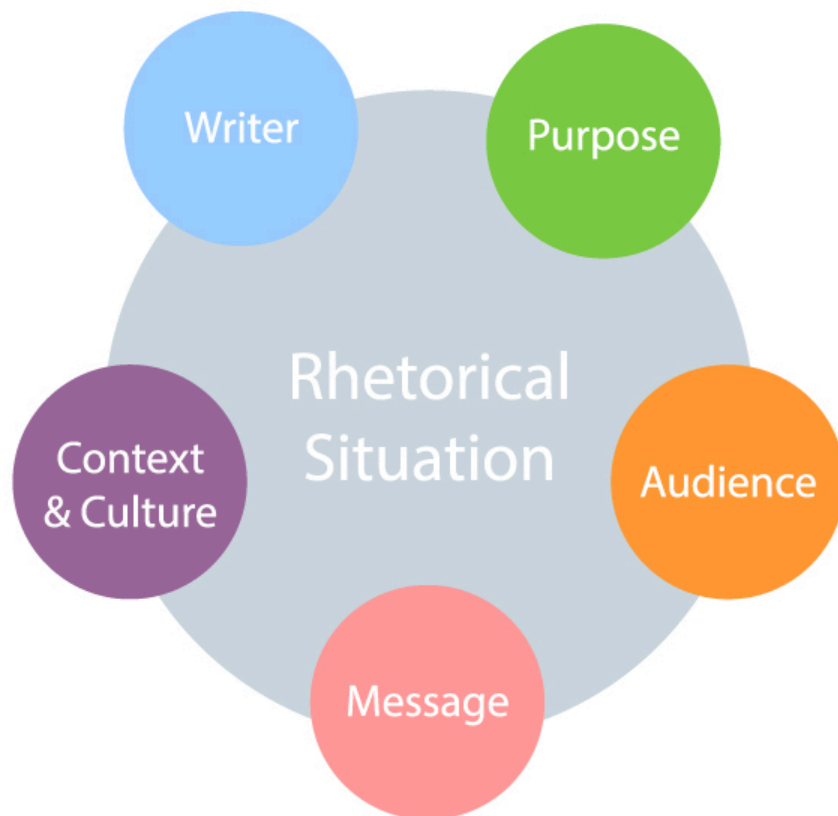 Writer
Purpose
Rhetorical
Situation
Context
& Culture
Audience
Message